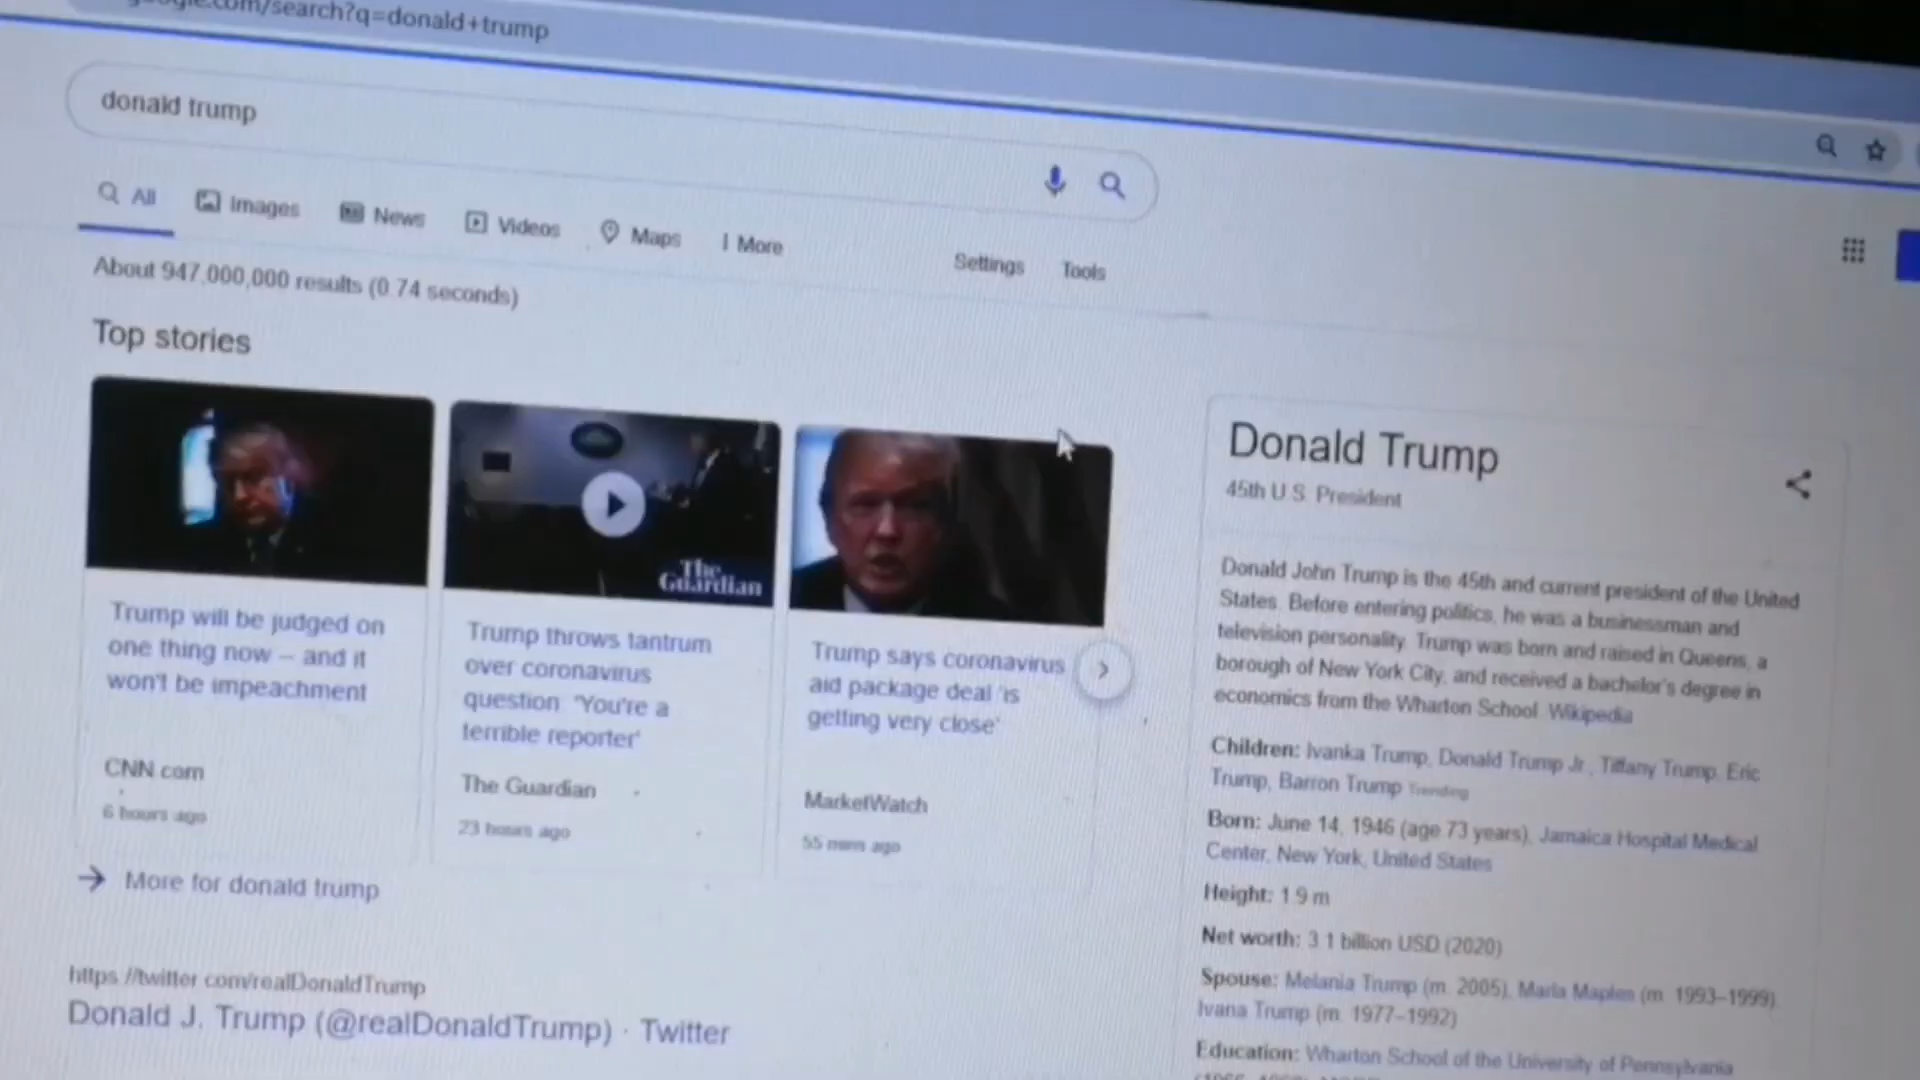 google.com/search?q=donald+trump
donald trump
All Images News Videos Maps More Settings Tools
About 947,000,000 results (0.74 seconds)
Top stories
The
Guardian
Trump will be judged on
one thing now – and it
won't be impeachment
CNN.com
6 hours ago
Trump throws tantrum
over coronavirus
question: 'You're a
terrible reporter'
The Guardian
23 hours ago
Trump says coronavirus
aid package deal 'is
getting very close'
MarketWatch
55 mins ago
More for donald trump
https://twitter.com/realDonaldTrump
Donald J. Trump (@realDonaldTrump) · Twitter
Donald Trump
45th U.S. President
Donald John Trump is the 45th and current president of the United
States. Before entering politics, he was a businessman and
television personality. Trump was born and raised in Queens, a
borough of New York City, and received a bachelor's degree in
economics from the Wharton School. Wikipedia
Children: Ivanka Trump, Donald Trump Jr., Tiffany Trump, Eric
Trump, Barron Trump Trending
Born: June 14, 1946 (age 73 years), Jamaica Hospital Medical
Center, New York, United States
Height: 1.9 m
Net worth: 3.1 billion USD (2020)
Spouse: Melania Trump (m. 2005), Marla Maples (m. 1993–1999),
Ivana Trump (m. 1977–1992)
Education: Wharton School of the University of Pennsylvania